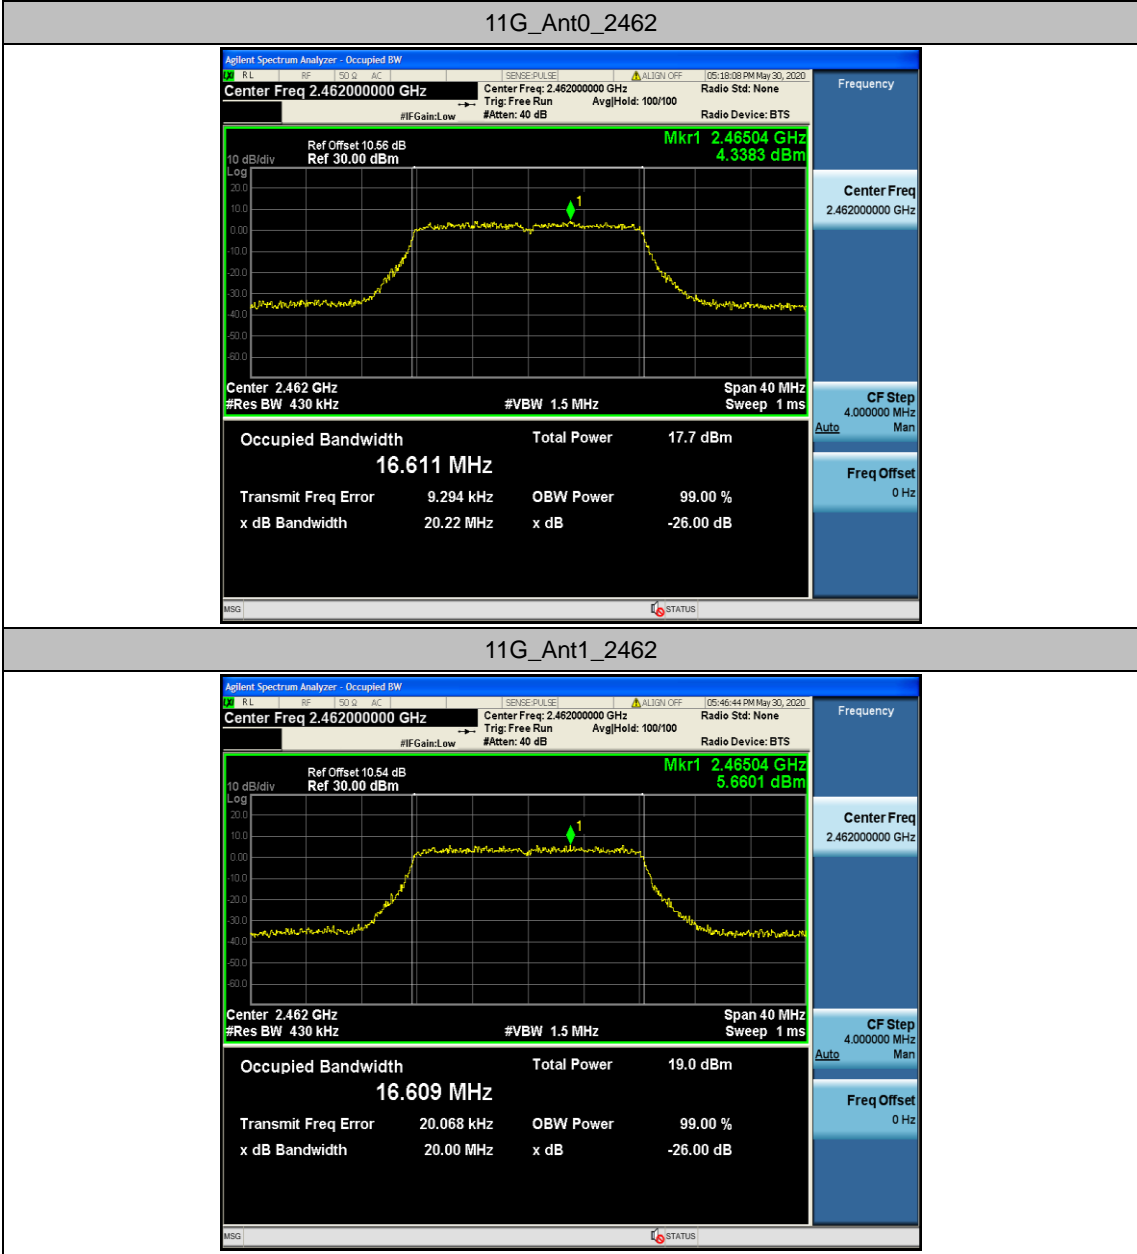 11G_Ant0_2462
Agilent Spectrum Analyzer - Occupied BW
LXI RL RF 50 Ω AC SENSE:PULSE ALIGN OFF 05:18:08 PM May 30, 2020
Center Freq 2.462000000 GHz
Center Freq: 2.462000000 GHz
Radio Std: None
Trig: Free Run Avg|Hold: 100/100
#IFGain:Low #Atten: 40 dB Radio Device: BTS
Mkr1 2.46504 GHz
4.3383 dBm
Ref Offset 10.56 dB
10 dB/div Ref 30.00 dBm
Log
20.0
10.0
0.00
-10.0
-20.0
-30.0
-40.0
-50.0
-60.0
1
Center 2.462 GHz Span 40 MHz
#Res BW 430 kHz #VBW 1.5 MHz Sweep 1 ms
Occupied Bandwidth Total Power 17.7 dBm
16.611 MHz
Transmit Freq Error 9.294 kHz OBW Power 99.00 %
x dB Bandwidth 20.22 MHz x dB -26.00 dB
MSG STATUS
Frequency
Center Freq
2.462000000 GHz
CF Step
4.000000 MHz
Auto Man
Freq Offset
0 Hz
11G_Ant1_2462
Agilent Spectrum Analyzer - Occupied BW
LXI RL RF 50 Ω AC SENSE:PULSE ALIGN OFF 05:46:44 PM May 30, 2020
Center Freq 2.462000000 GHz
Center Freq: 2.462000000 GHz
Radio Std: None
Trig: Free Run Avg|Hold: 100/100
#IFGain:Low #Atten: 40 dB Radio Device: BTS
Mkr1 2.46504 GHz
5.6601 dBm
Ref Offset 10.54 dB
10 dB/div Ref 30.00 dBm
Log
20.0
10.0
0.00
-10.0
-20.0
-30.0
-40.0
-50.0
-60.0
1
Center 2.462 GHz Span 40 MHz
#Res BW 430 kHz #VBW 1.5 MHz Sweep 1 ms
Occupied Bandwidth Total Power 19.0 dBm
16.609 MHz
Transmit Freq Error 20.068 kHz OBW Power 99.00 %
x dB Bandwidth 20.00 MHz x dB -26.00 dB
MSG STATUS
Frequency
Center Freq
2.462000000 GHz
CF Step
4.000000 MHz
Auto Man
Freq Offset
0 Hz